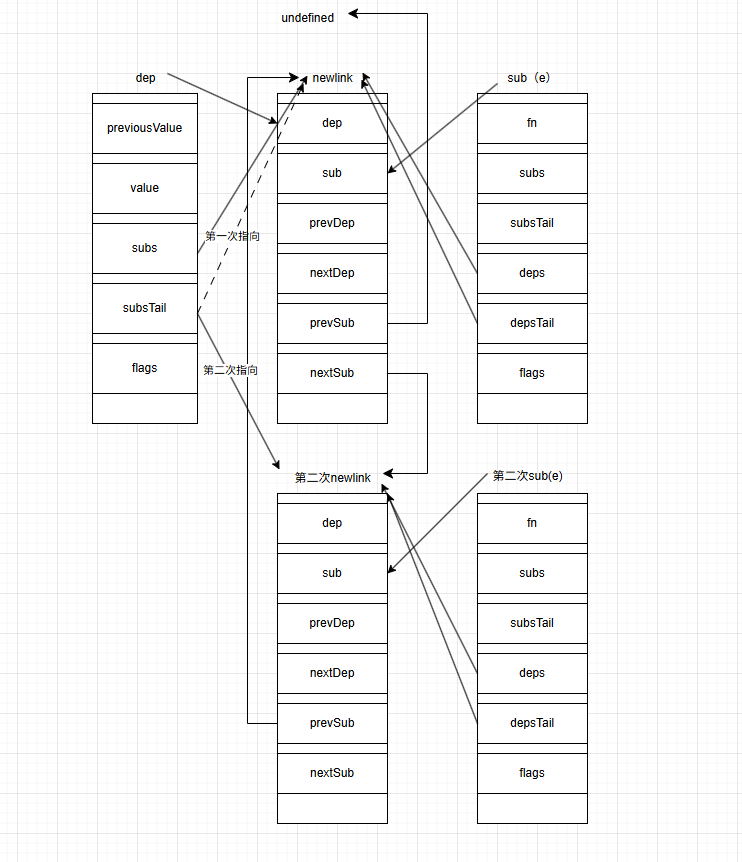 undefined
dep
newlink
sub（e）
previousValue
value
subs
subsTail
flags
第一次指向
第二次指向
dep
sub
prevDep
nextDep
prevSub
nextSub
fn
subs
subsTail
deps
depsTail
flags
第二次newlink
第二次sub(e)
dep
sub
prevDep
nextDep
prevSub
nextSub
fn
subs
subsTail
deps
depsTail
flags